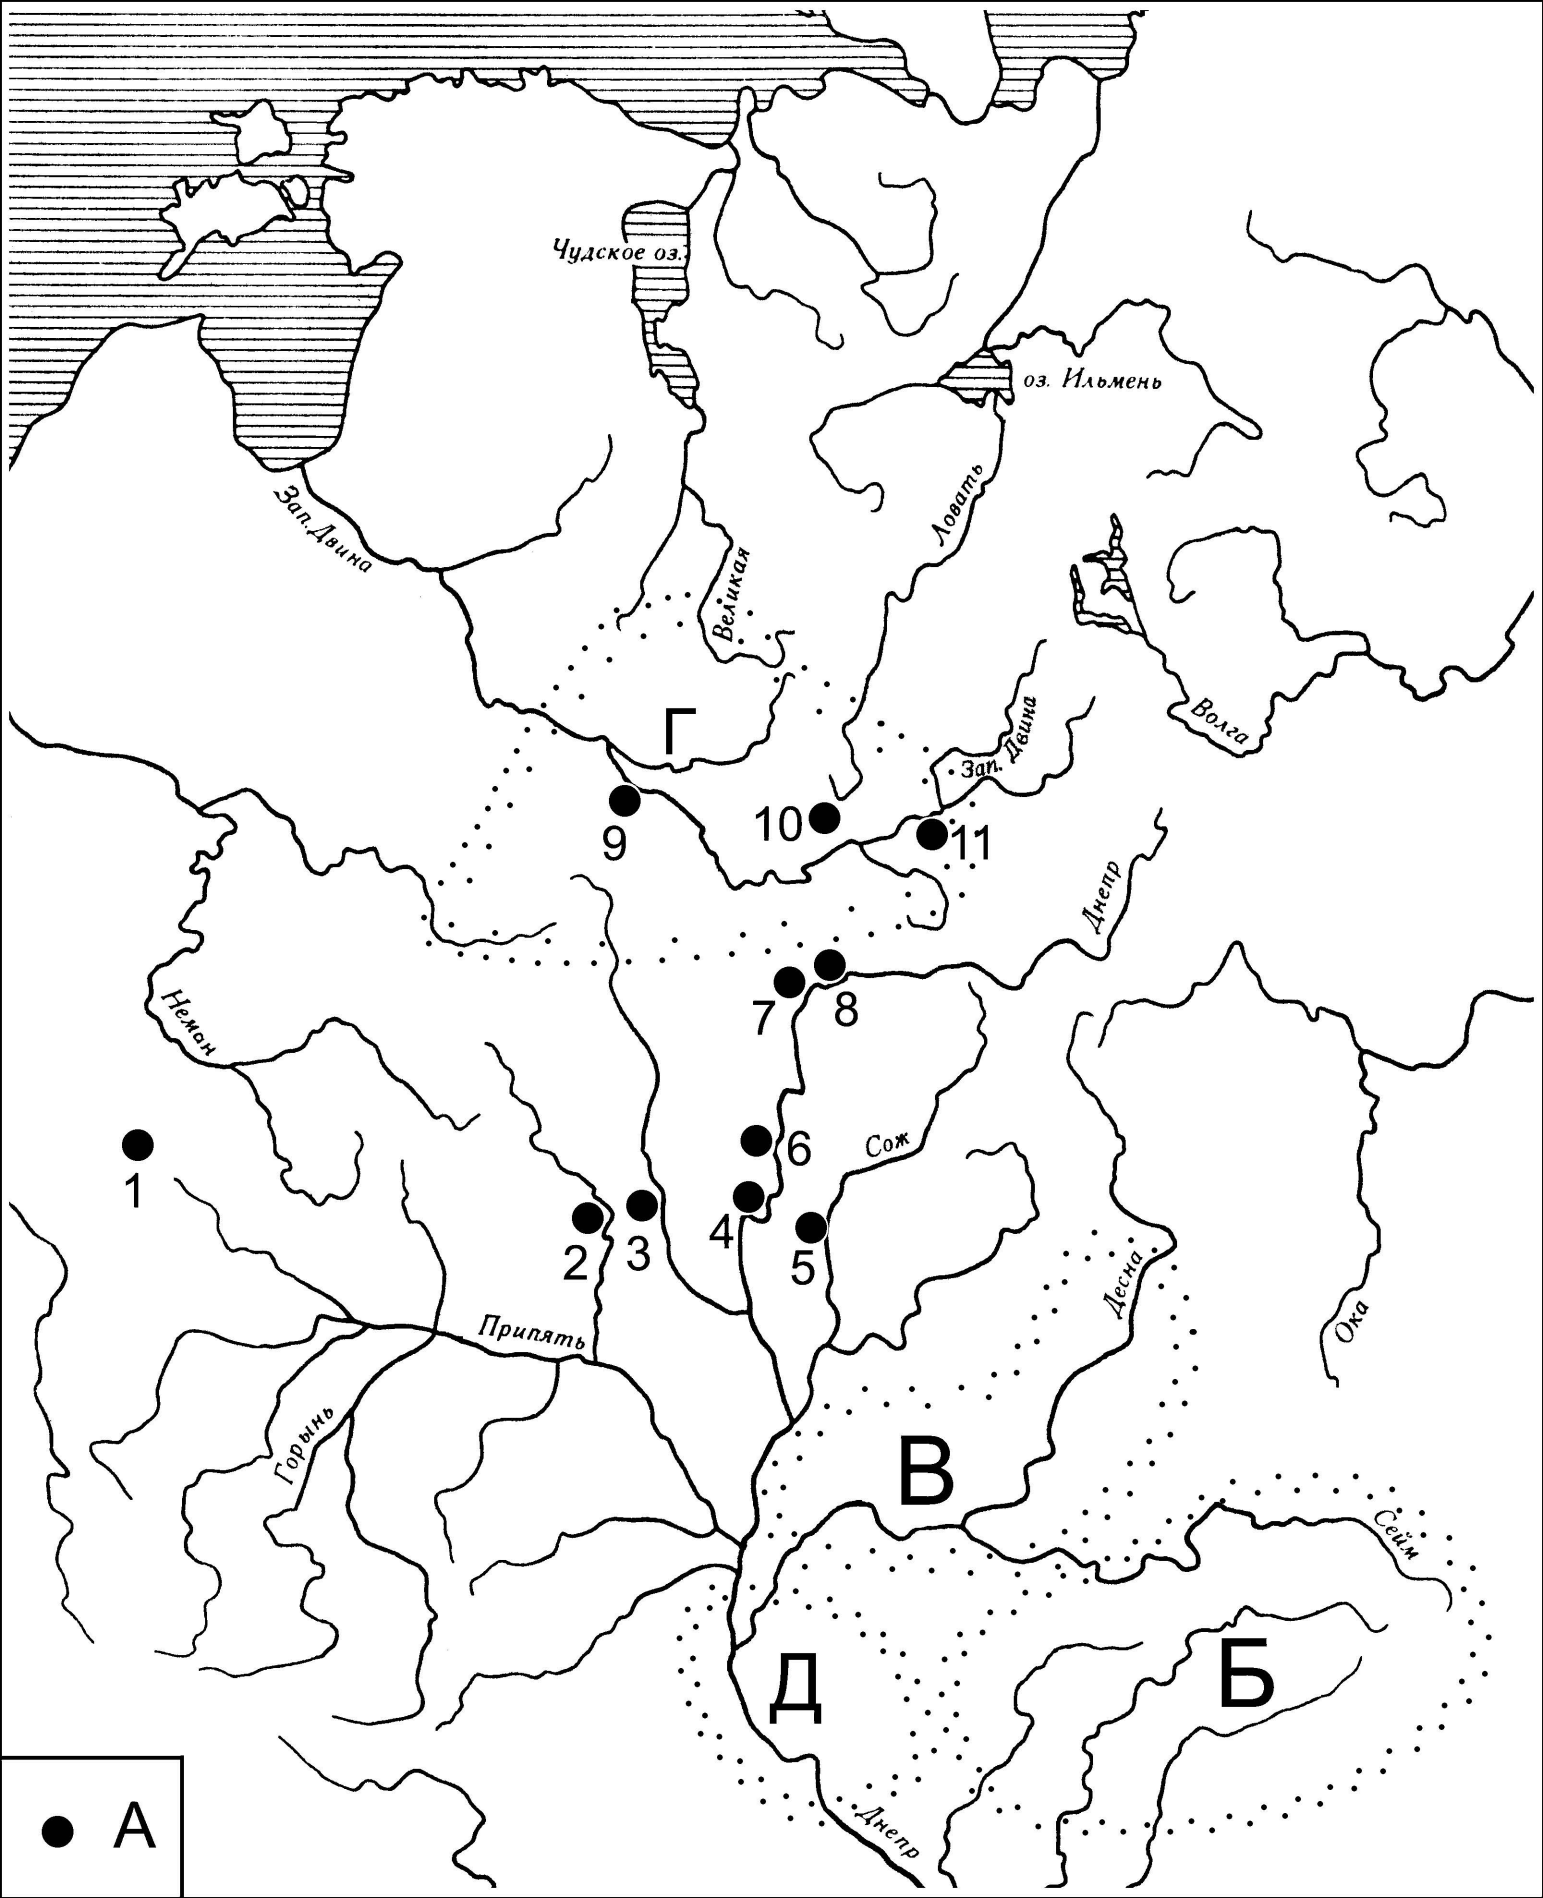 Чудское оз.
оз. Ильмень
Зап. Двина
Ловать
Великая
Волга
Г
Зап. Двина
10
11
9
Днепр
Неман
7
8
6
Сож
1
4
2
3
5
Десна
Ока
Припять
Горынь
В
Сейм
Д
Б
Днепр
А